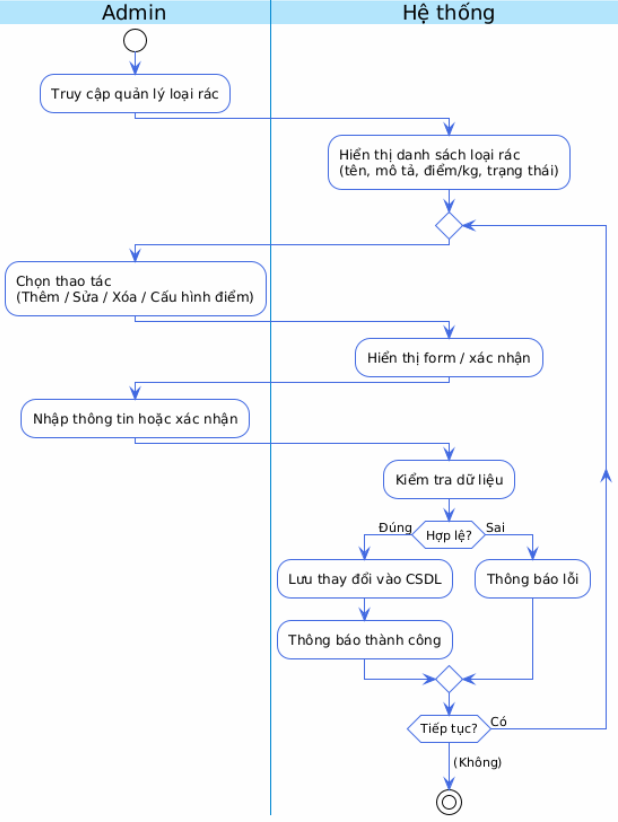 Admin
Hệ thống
Truy cập quản lý loại rác
Hiển thị danh sách loại rác
(tên, mô tả, điểm/kg, trạng thái)
Chọn thao tác
(Thêm / Sửa / Xóa / Cấu hình điểm)
Hiển thị form / xác nhận
Nhập thông tin hoặc xác nhận
Kiểm tra dữ liệu
Đúng
Hợp lệ?
Sai
Lưu thay đổi vào CSDL
Thông báo lỗi
Thông báo thành công
Tiếp tục?
Có
(Không)